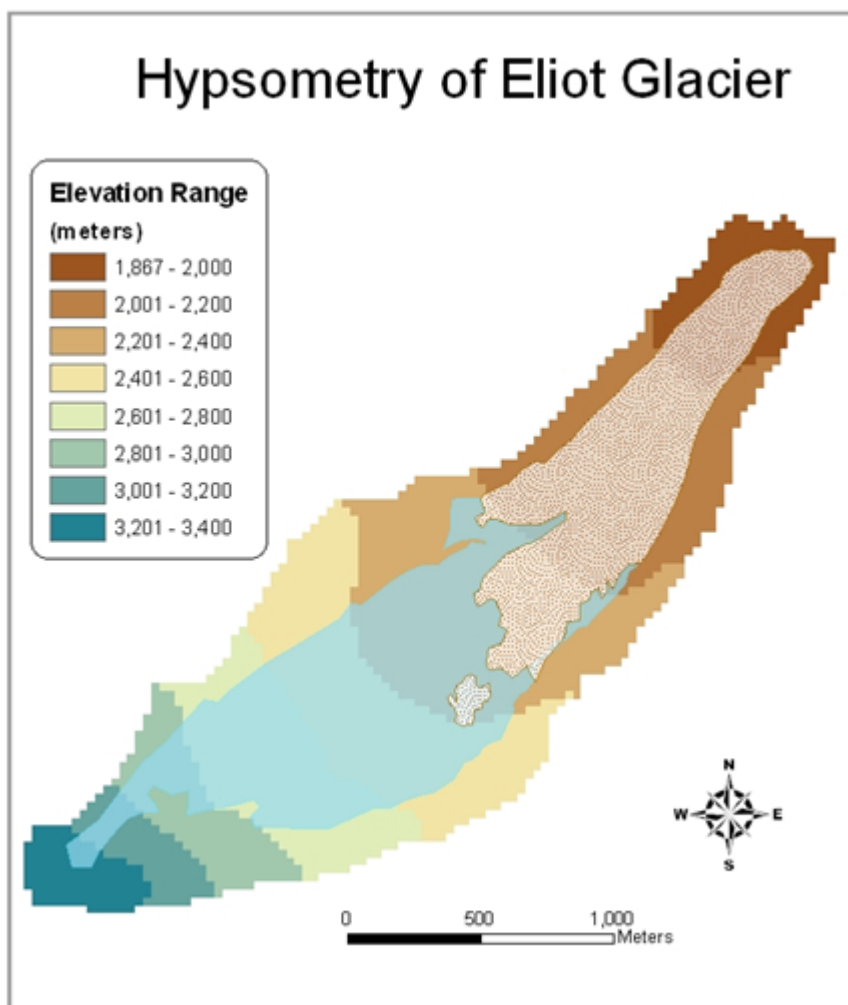 Hypsometry of Eliot Glacier
Elevation Range
(meters)
1,867 - 2,000
2,001 - 2,200
2,201 - 2,400
2,401 - 2,600
2,601 - 2,800
2,801 - 3,000
3,001 - 3,200
3,201 - 3,400
N
W E
S
0 500 1,000
Meters